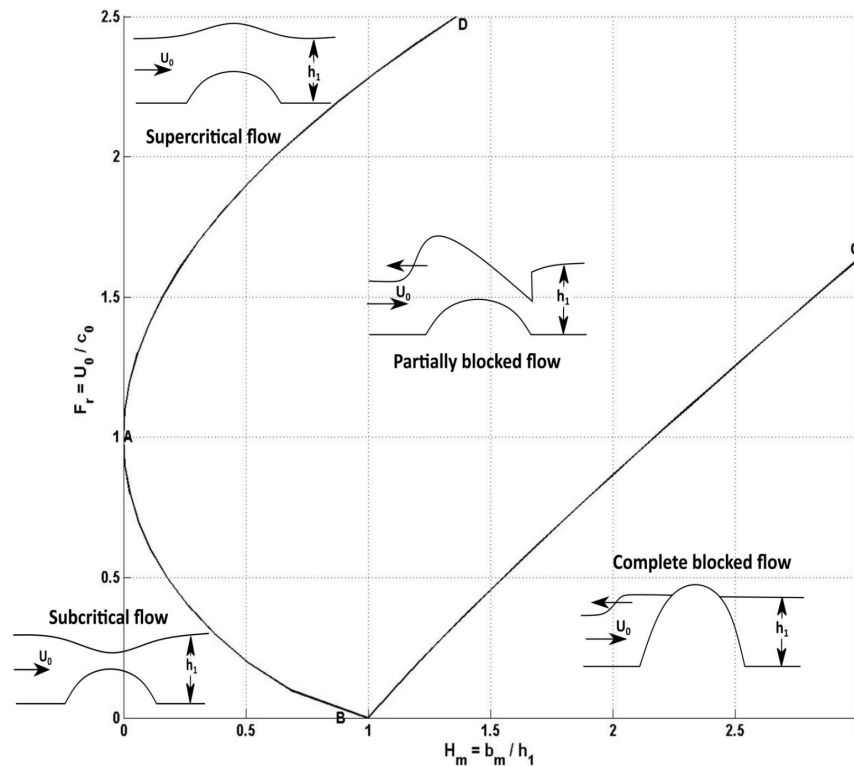 2.5
D
U0
h1
Supercritical flow
2
C
h1
U0
1.5
Partially blocked flow
Fr = U0 / c0
1
A
Complete blocked flow
0.5
Subcritical flow
h1
U0
U0
h1
B
0
0
0.5
1
1.5
2
2.5
Hm = bm / h1